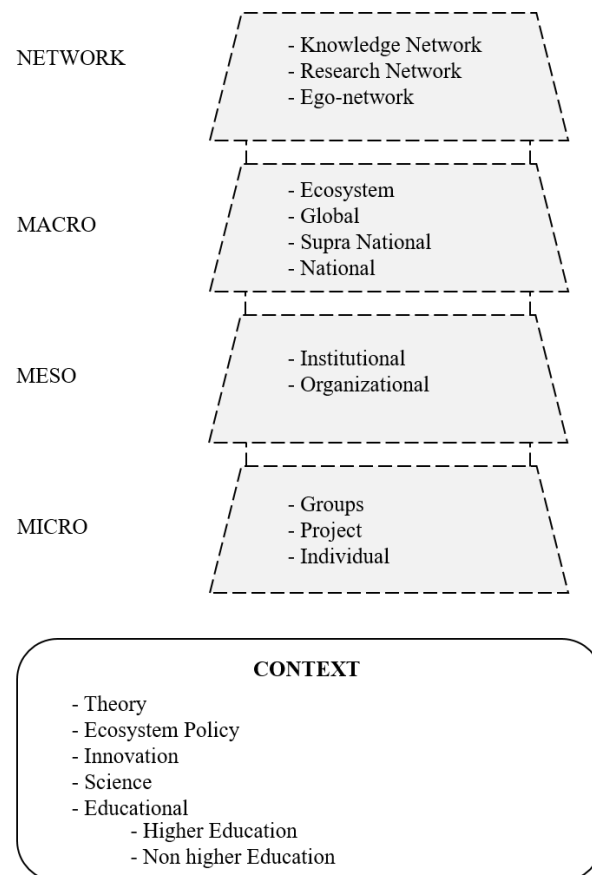 NETWORK
- Knowledge Network
- Research Network
- Ego-network
MACRO
- Ecosystem
- Global
- Supra National
- National
MESO
- Institutional
- Organizational
MICRO
- Groups
- Project
- Individual
CONTEXT
- Theory
- Ecosystem Policy
- Innovation
- Science
- Educational
- Higher Education
- Non higher Education